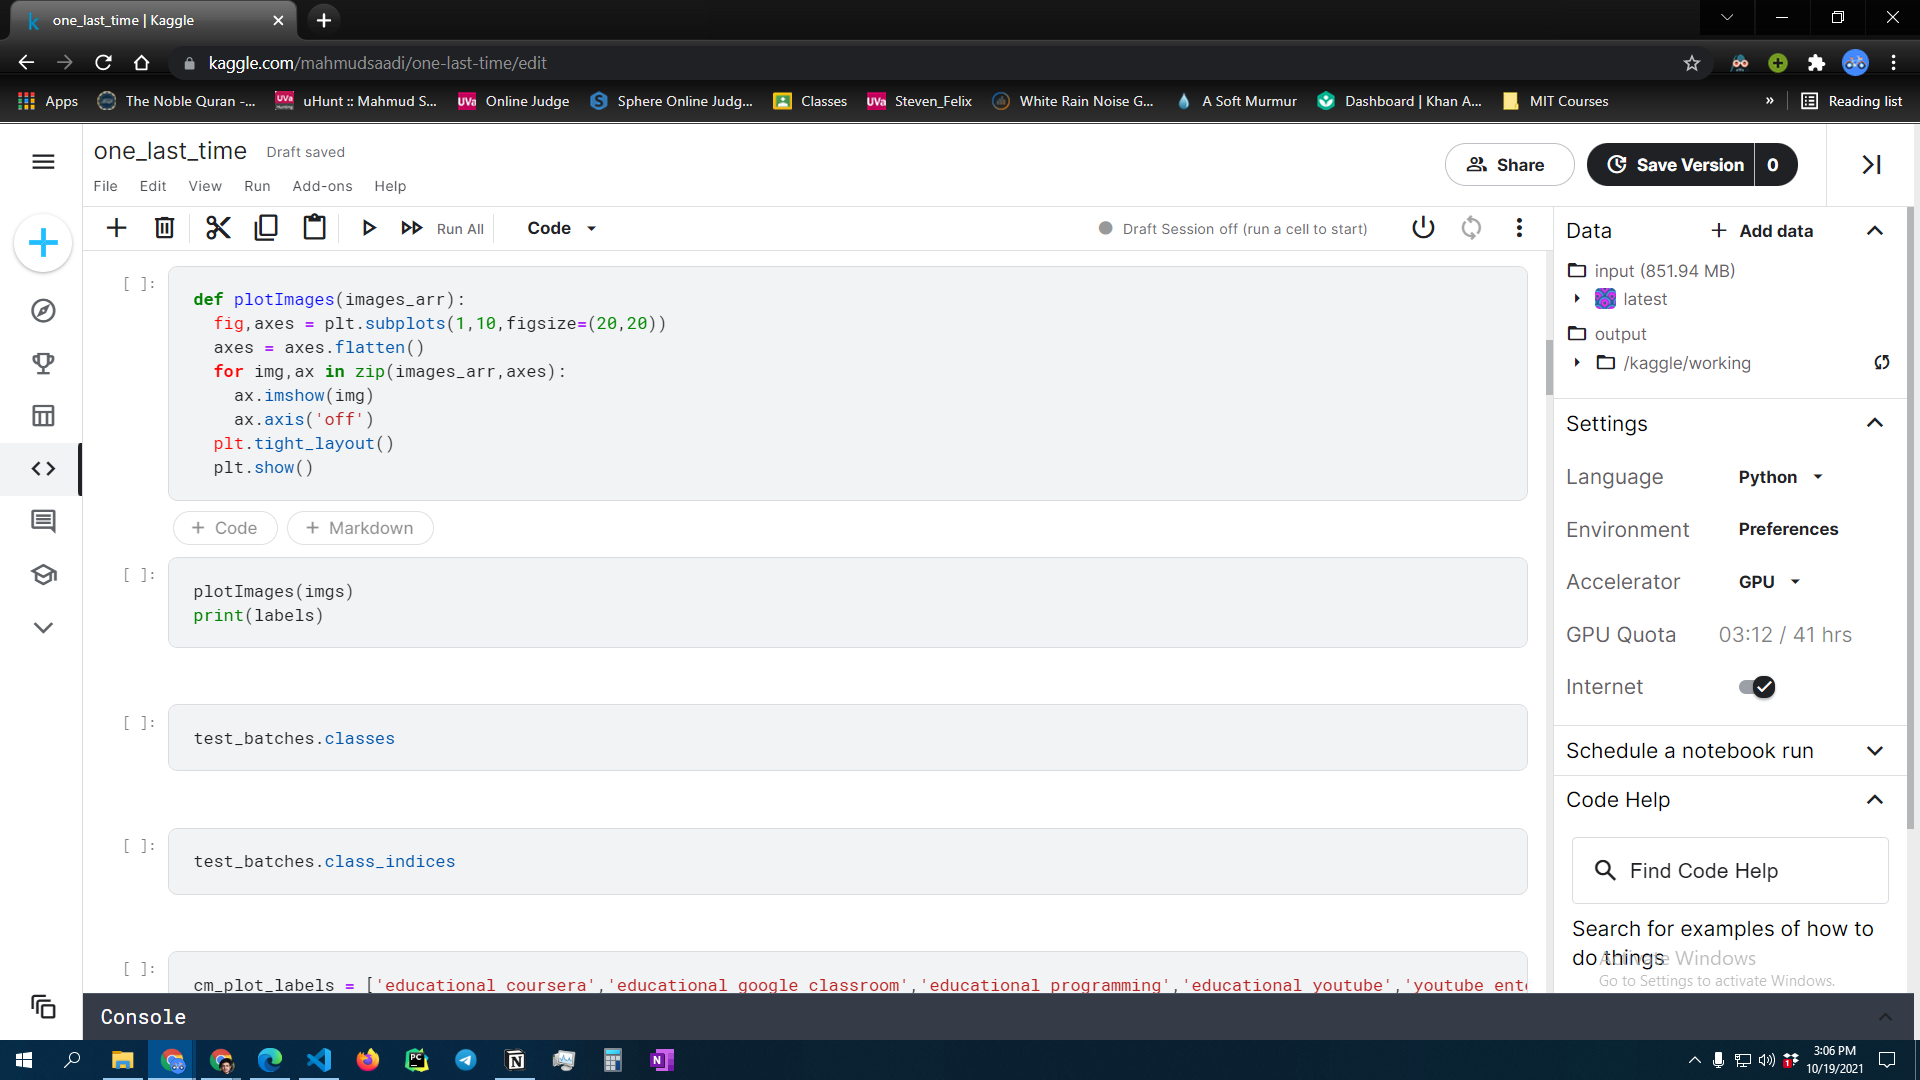 one_last_time | Kaggle
kaggle.com/mahmudsaadi/one-last-time/edit
Apps
The Noble Quran -...
uHunt :: Mahmud S...
Online Judge
Sphere Online Judg...
Classes
Steven_Felix
White Rain Noise G...
A Soft Murmur
Dashboard | Khan A...
MIT Courses
»
Reading list
one_last_time
Draft saved
File
Edit
View
Run
Add-ons
Help
Share
Save Version
0
Run All
Code
Draft Session off (run a cell to start)
[ ]:
def plotImages(images_arr):
fig,axes = plt.subplots(1,10,figsize=(20,20))
axes = axes.flatten()
for img,ax in zip(images_arr,axes):
ax.imshow(img)
ax.axis('off')
plt.tight_layout()
plt.show()
+ Code
+ Markdown
[ ]:
plotImages(imgs)
print(labels)
[ ]:
test_batches.classes
[ ]:
test_batches.class_indices
[ ]:
cm_plot_labels = ['educational coursera','educational google classroom','educational programming','educational youtube','youtube ent
Console
Data
+ Add data
input (851.94 MB)
latest
output
/kaggle/working
Settings
Language
Python
Environment
Preferences
Accelerator
GPU
GPU Quota
03:12 / 41 hrs
Internet
Schedule a notebook run
Code Help
Find Code Help
Search for examples of how to
do things
Activate Windows
Go to Settings to activate Windows.
3:06 PM
10/19/2021